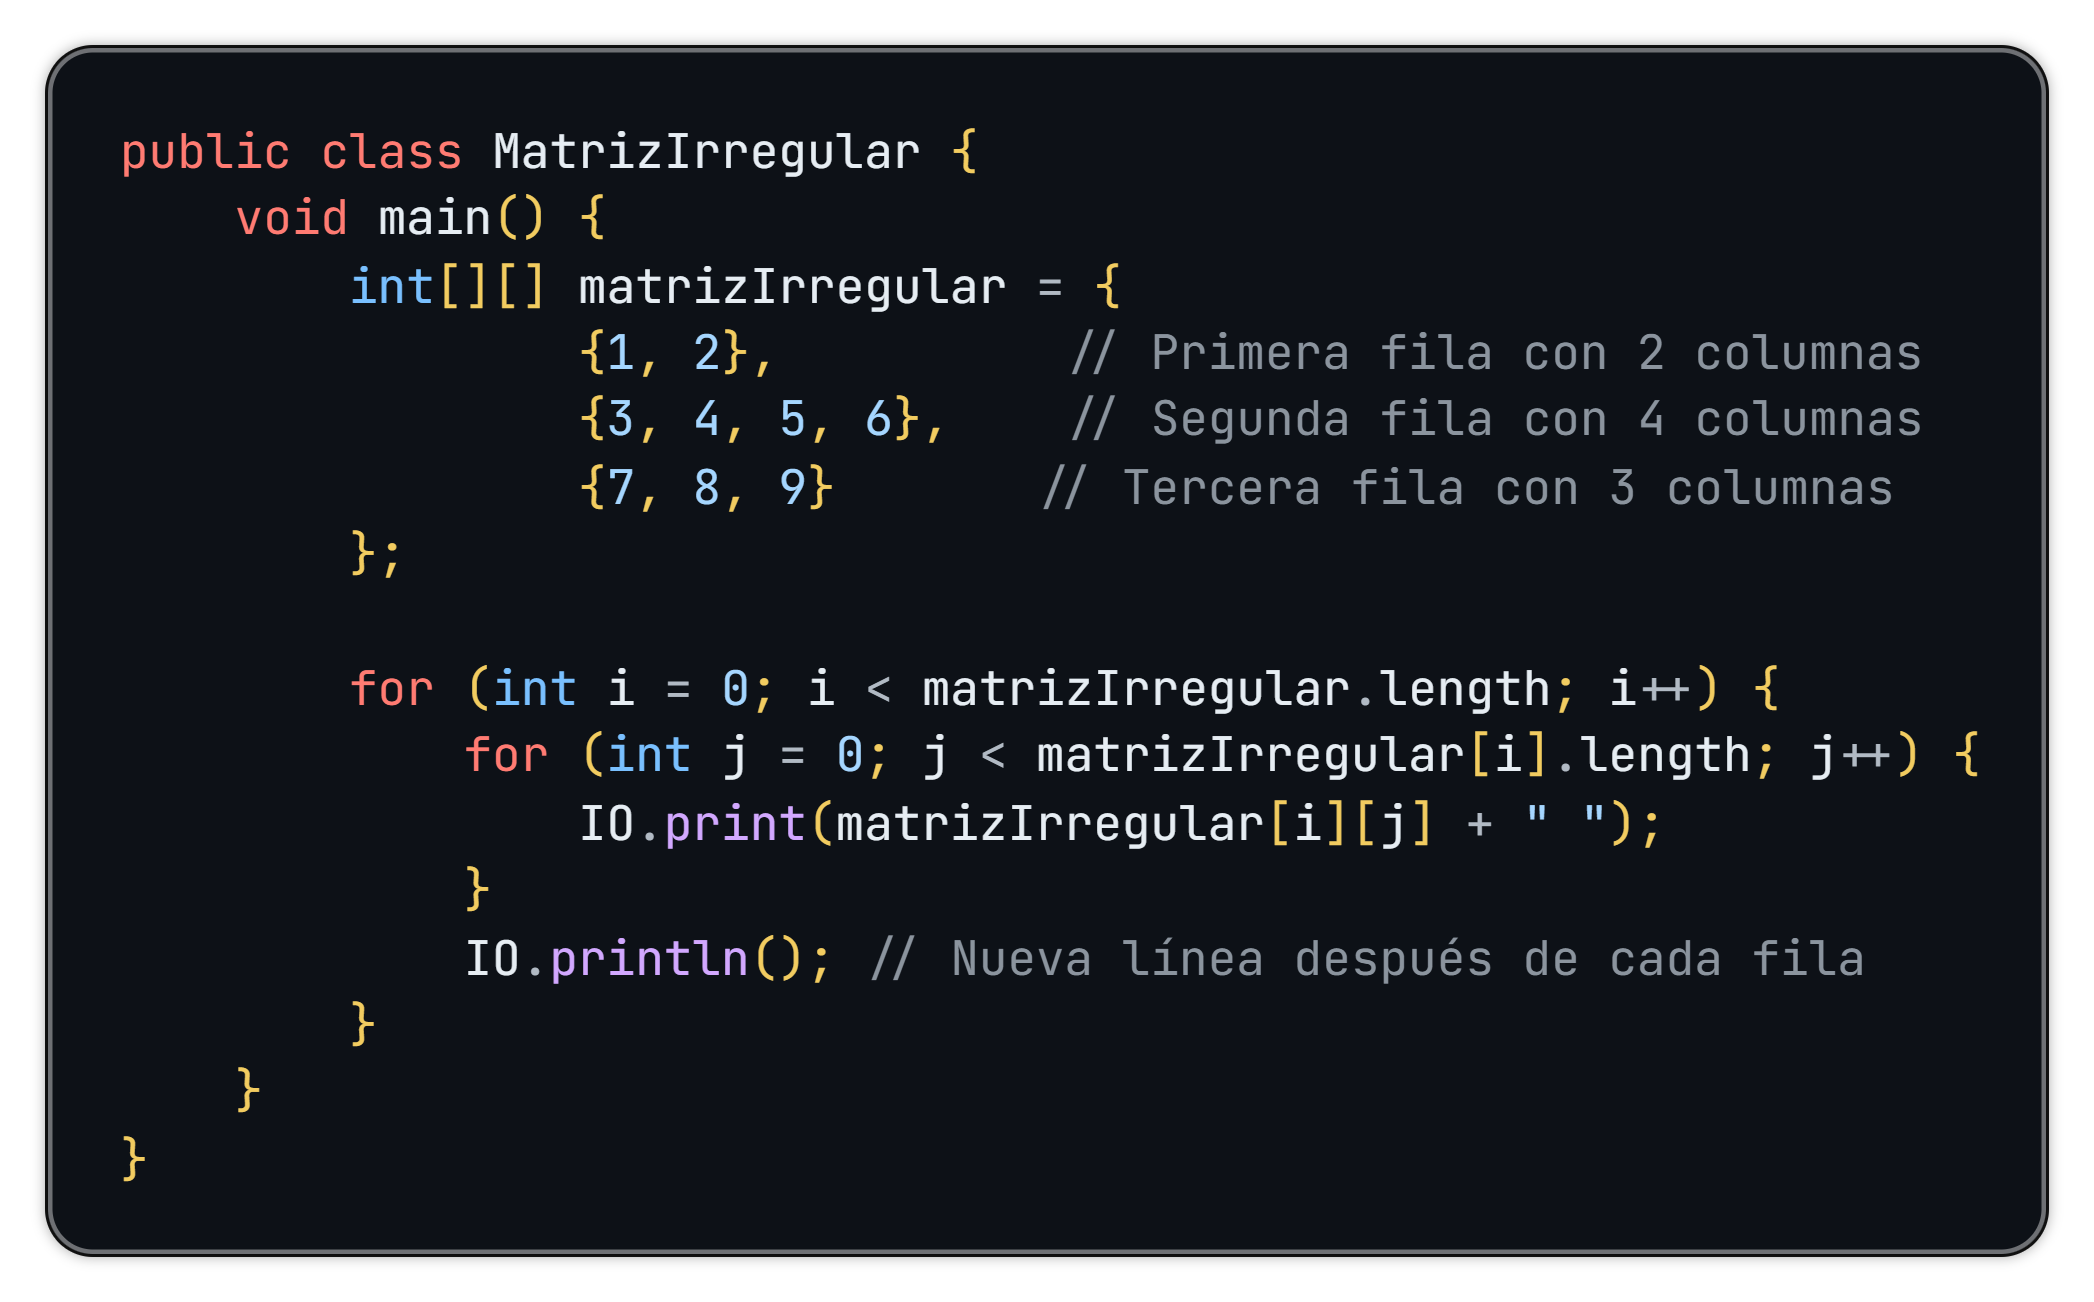 public class MatrizIrregular {
    void main() {
        int[][] matrizIrregular = {
                {1, 2},          // Primera fila con 2 columnas
                {3, 4, 5, 6},    // Segunda fila con 4 columnas
                {7, 8, 9}       // Tercera fila con 3 columnas
        };

        for (int i = 0; i < matrizIrregular.length; i++) {
            for (int j = 0; j < matrizIrregular[i].length; j++) {
                IO.print(matrizIrregular[i][j] + " ");
            }
            IO.println(); // Nueva línea después de cada fila
        }
    }
}